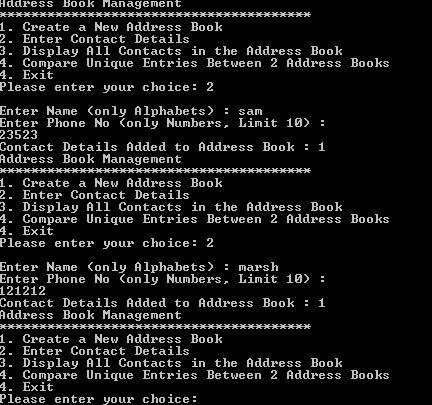 Address Book Management
**************************************
1. Create a New Address Book
2. Enter Contact Details
3. Display All Contacts in the Address Book
4. Compare Unique Entries Between 2 Address Books
4. Exit
Please enter your choice: 2
Enter Name (only Alphabets) : sam
Enter Phone No (only Numbers, Limit 10) :
23523
Contact Details Added to Address Book : 1
Address Book Management
**************************************
1. Create a New Address Book
2. Enter Contact Details
3. Display All Contacts in the Address Book
4. Compare Unique Entries Between 2 Address Books
4. Exit
Please enter your choice: 2
Enter Name (only Alphabets) : marsh
Enter Phone No (only Numbers, Limit 10) :
121212
Contact Details Added to Address Book : 1
Address Book Management
**************************************
1. Create a New Address Book
2. Enter Contact Details
3. Display All Contacts in the Address Book
4. Compare Unique Entries Between 2 Address Books
4. Exit
Please enter your choice: